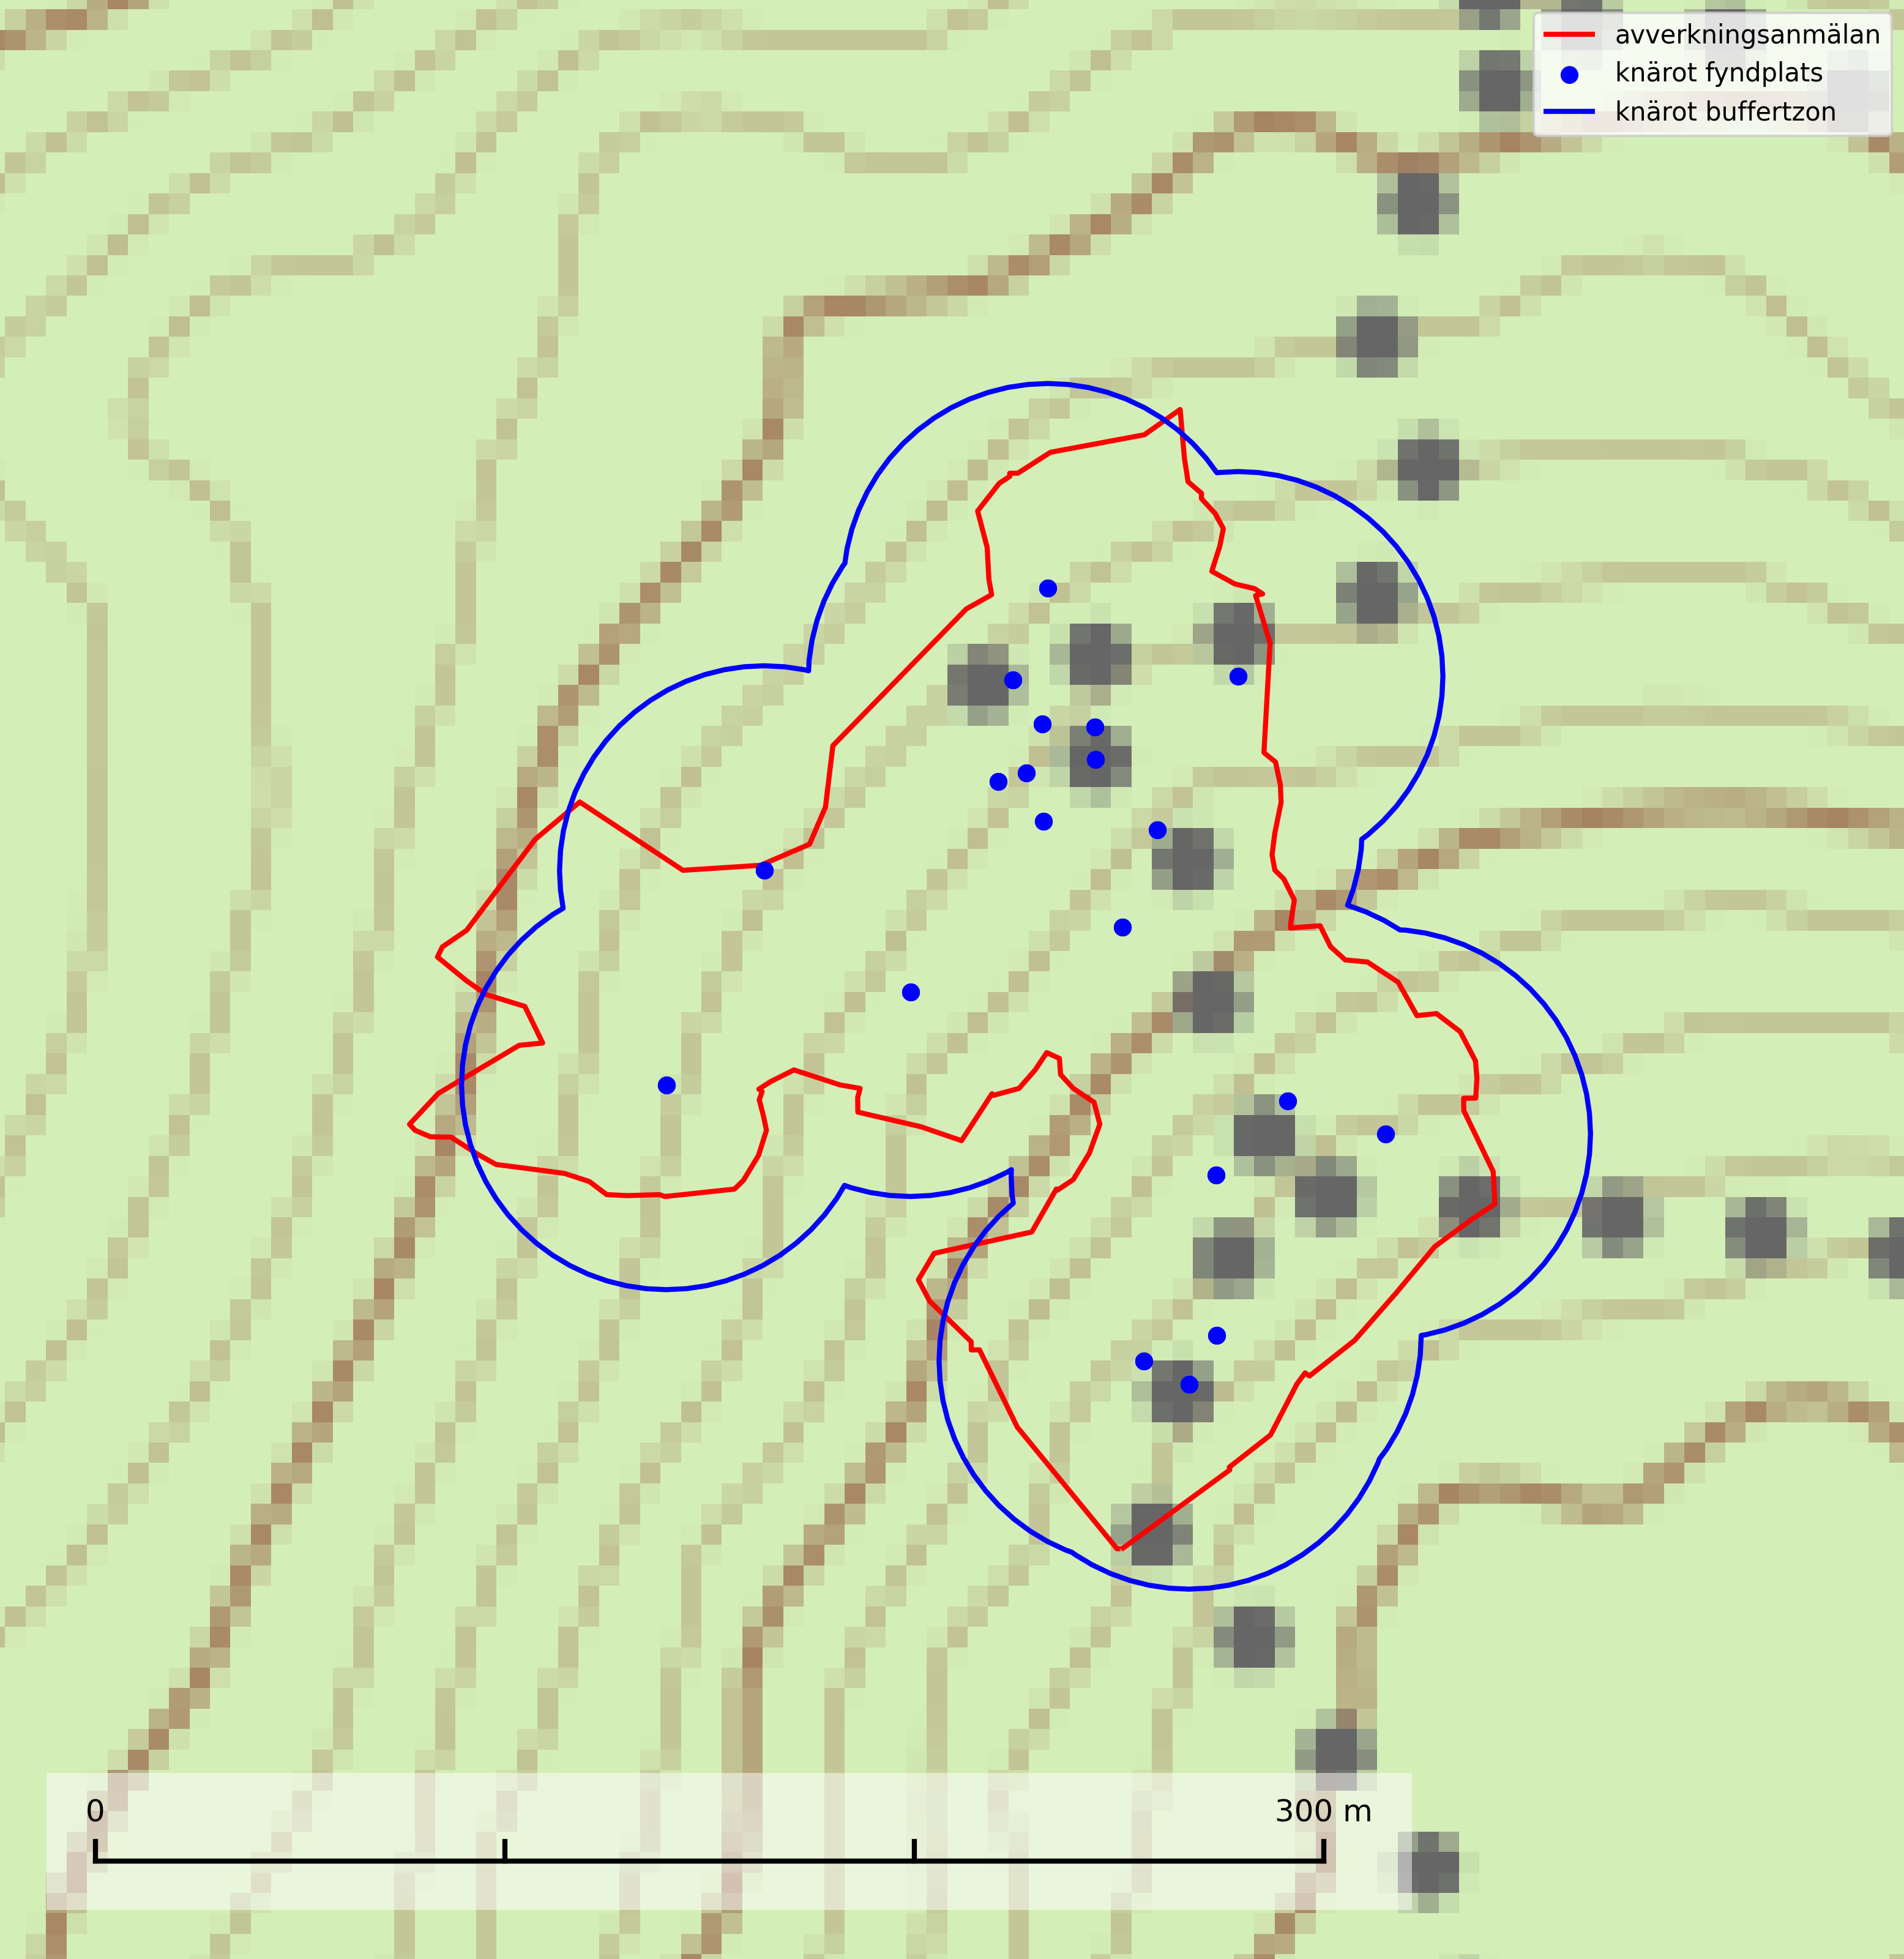 avverkningsanmälan
knärot fyndplats
knärot buffertzon
0 300 m